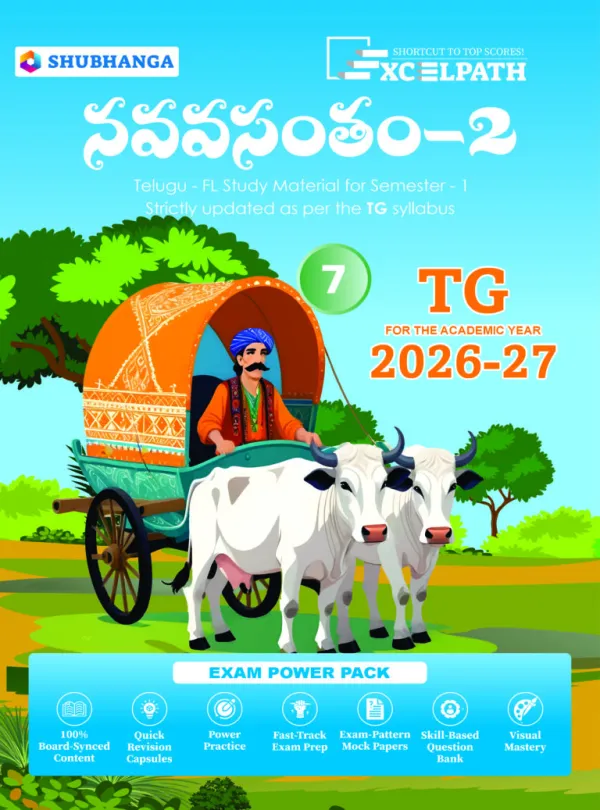 SHUBHANGA
SHORTCUT TO TOP SCORES!
EXCELPATH
నవవసంతం-2
Telugu - FL Study Material for Semester - 1
Strictly updated as per the TG syllabus
7
TG
FOR THE ACADEMIC YEAR
2026-27
EXAM POWER PACK
100%
Board-Synced
Content
Quick
Revision
Capsules
Power
Practice
Fast-Track
Exam Prep
Exam-Pattern
Mock Papers
Skill-Based
Question
Bank
Visual
Mastery